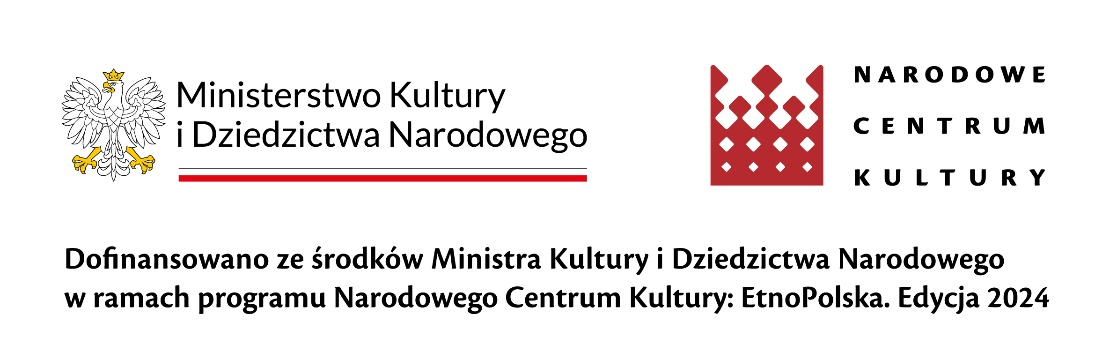 Ministerstwo Kultury
i Dziedzictwa Narodowego
NARODOWE
CENTRUM
KULTURY
Dofinansowano ze środków Ministra Kultury i Dziedzictwa Narodowego
w ramach programu Narodowego Centrum Kultury: EtnoPolska. Edycja 2024